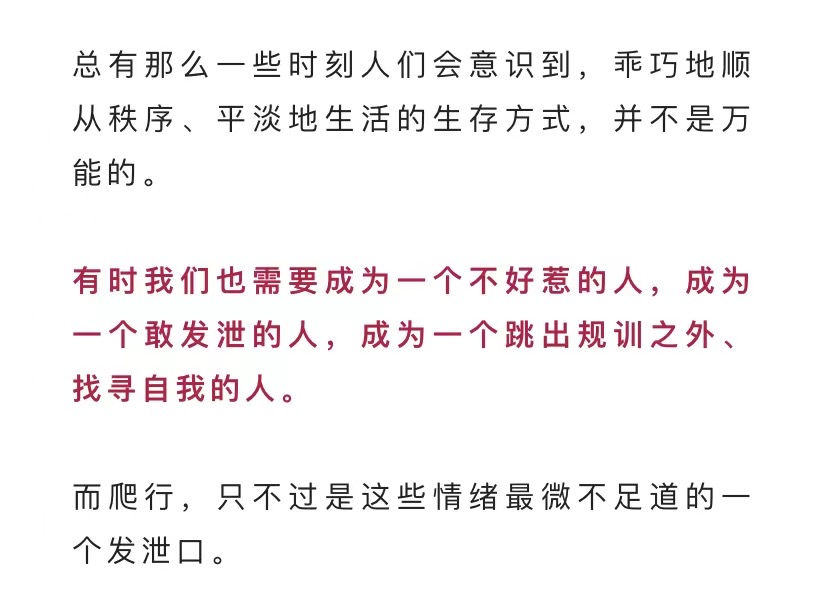 总有那么一些时刻人们会意识到，乖巧地顺
从秩序、平淡地生活的生存方式，并不是万
能的。
有时我们也需要成为一个不好惹的人，成为
一个敢发泄的人，成为一个跳出规训之外、
找寻自我的人。
而爬行，只不过是这些情绪最微不足道的一
个发泄口。